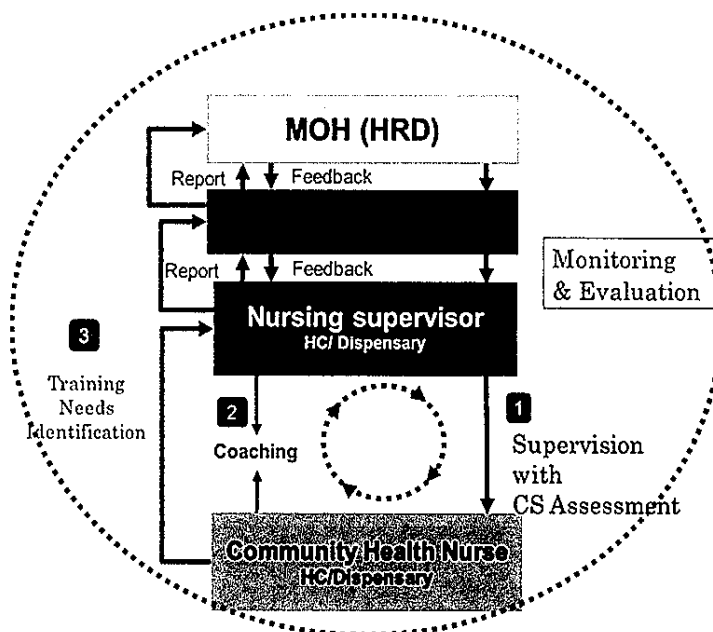 MOH (HRD)
Report
Feedback
Report
Feedback
Monitoring
& Evaluation
Nursing supervisor
HC/ Dispensary
3
Training
Needs
Identification
2
Coaching
1
Supervision
with
CS Assessment
Community Health Nurse
HC/Dispensary